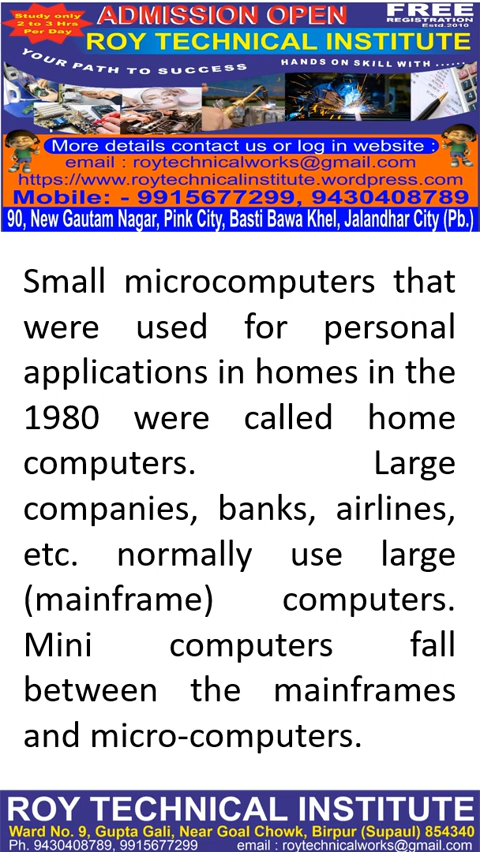 Study only
2 to 3 Hrs
Per Day
ADMISSION OPEN
FREE
REGISTRATION
Estd.2010
ROY TECHNICAL INSTITUTE
YOUR PATH TO SUCCESS
HANDS ON SKILL WITH ......
More details contact us or log in website :
email : roytechnicalworks@gmail.com
https://www.roytechnicalinstitute.wordpress.com
Mobile: - 9915677299, 9430408789
90, New Gautam Nagar, Pink City, Basti Bawa Khel, Jalandhar City (Pb.)
Small microcomputers that
were used for personal
applications in homes in the
1980 were called home
computers. Large
companies, banks, airlines,
etc. normally use large
(mainframe) computers.
Mini computers fall
between the mainframes
and micro-computers.
ROY TECHNICAL INSTITUTE
Ward No. 9, Gupta Gali, Near Goal Chowk, Birpur (Supaul) 854340
Ph. 9430408789, 9915677299 email : roytechnicalworks@gmail.com